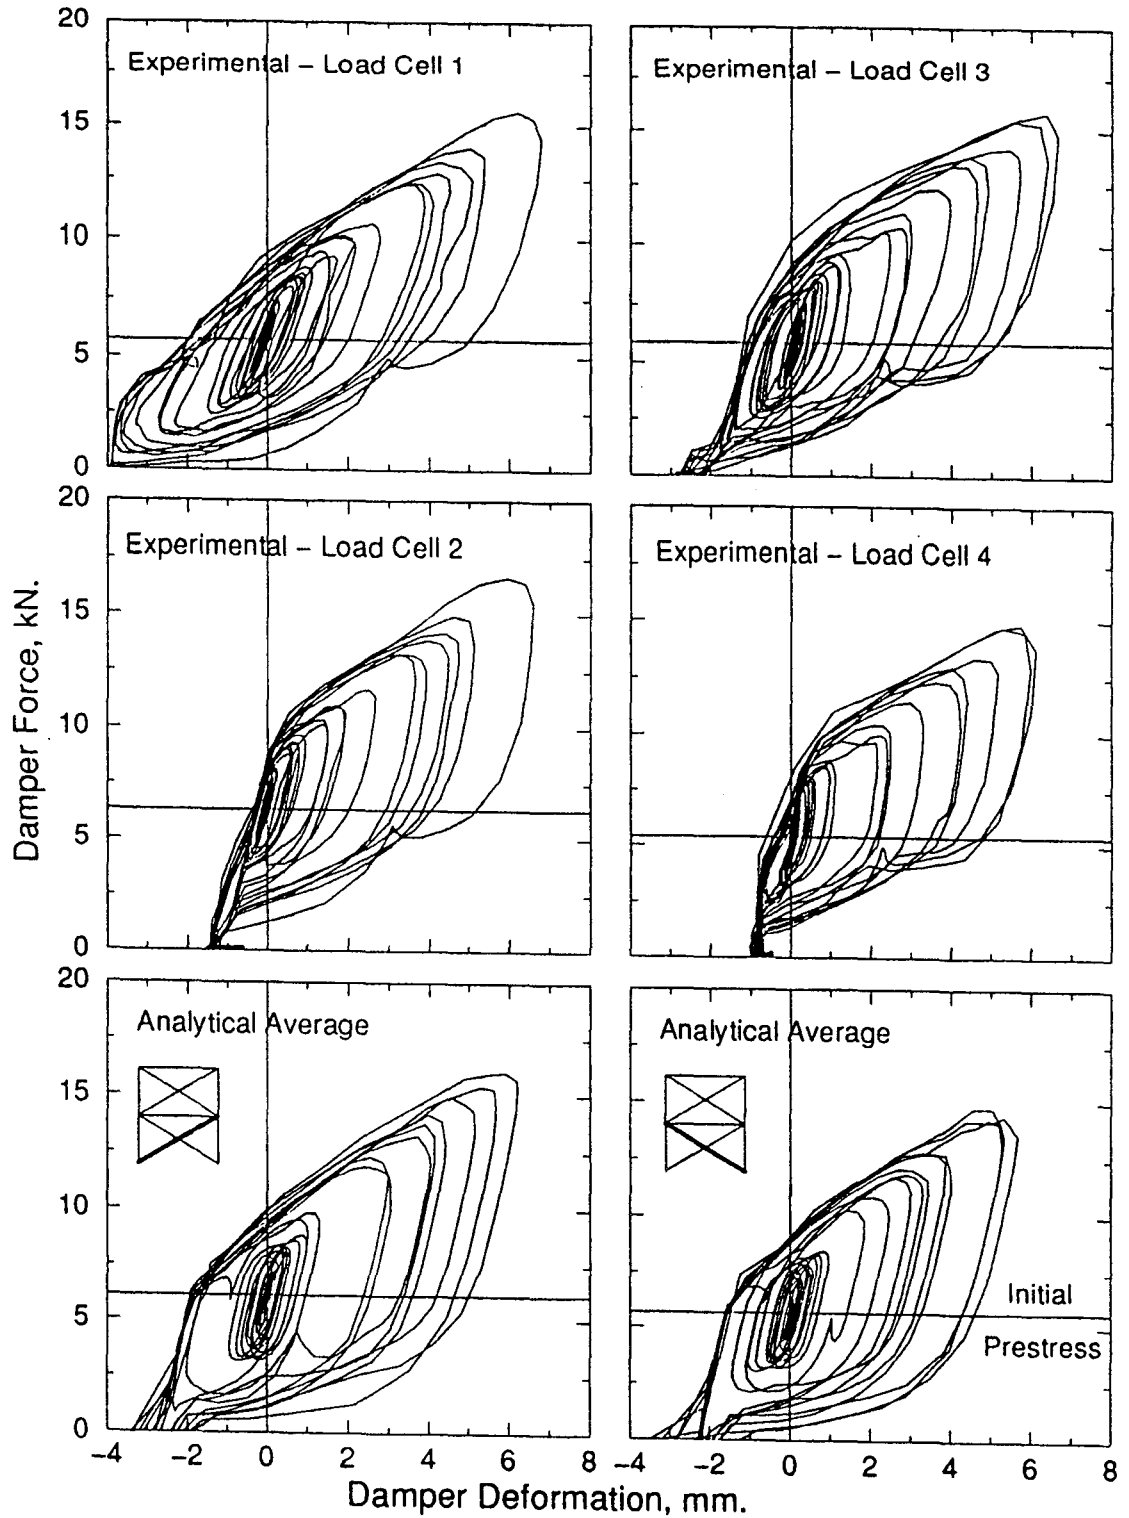 20
15
10
5
0
Experimental – Load Cell 1
Experimental – Load Cell 3
20
15
10
5
0
Experimental – Load Cell 2
Experimental – Load Cell 4
Damper Force, kN.
20
15
10
5
0
Analytical Average
Analytical Average
Initial
Prestress
−4 −2 0 2 4 6 8
−4 −2 0 2 4 6 8
Damper Deformation, mm.